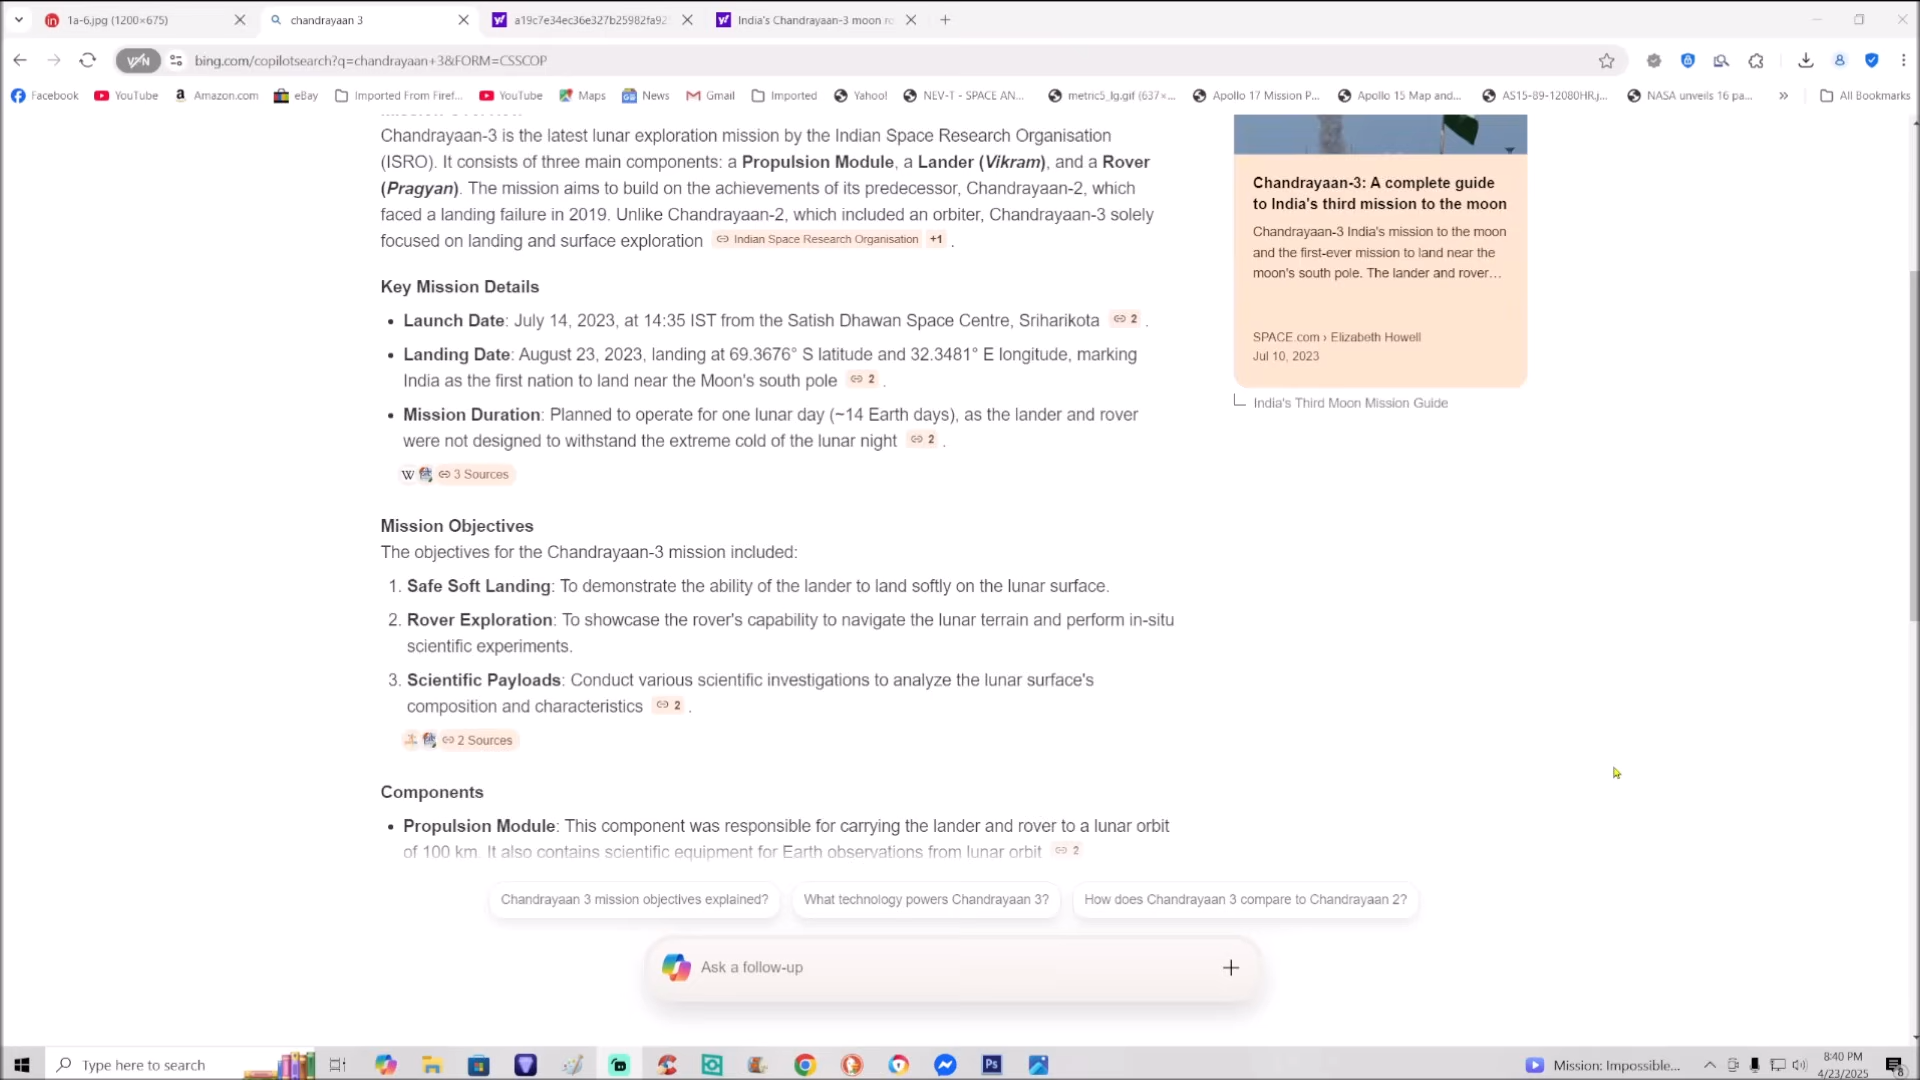 1a-6.jpg (1200×675)
chandrayaan 3
a19c7e34ec36e327b25982fa92
India's Chandrayaan-3 moon ro
VPN
bing.com/copilotsearch?q=chandrayaan+3&FORM=CSSCOP
Facebook
YouTube
Amazon.com
eBay
Imported From Firef...
YouTube
Maps
News
Gmail
Imported
Yahoo!
NEV-T - SPACE AN...
metric5_lg.gif (637×...
Apollo 17 Mission P...
Apollo 15 Map and...
AS15-89-12080HR.j...
NASA unveils 16 pa...
All Bookmarks
Chandrayaan-3 is the latest lunar exploration mission by the Indian Space Research Organisation
(ISRO). It consists of three main components: a Propulsion Module, a Lander (Vikram), and a Rover
(Pragyan). The mission aims to build on the achievements of its predecessor, Chandrayaan-2, which
faced a landing failure in 2019. Unlike Chandrayaan-2, which included an orbiter, Chandrayaan-3 solely
focused on landing and surface exploration Indian Space Research Organisation +1 .
Key Mission Details
• Launch Date: July 14, 2023, at 14:35 IST from the Satish Dhawan Space Centre, Sriharikota 2 .
• Landing Date: August 23, 2023, landing at 69.3676° S latitude and 32.3481° E longitude, marking
India as the first nation to land near the Moon's south pole 2 .
• Mission Duration: Planned to operate for one lunar day (~14 Earth days), as the lander and rover
were not designed to withstand the extreme cold of the lunar night 2 .
W 3 Sources
Mission Objectives
The objectives for the Chandrayaan-3 mission included:
1. Safe Soft Landing: To demonstrate the ability of the lander to land softly on the lunar surface.
2. Rover Exploration: To showcase the rover's capability to navigate the lunar terrain and perform in-situ
scientific experiments.
3. Scientific Payloads: Conduct various scientific investigations to analyze the lunar surface's
composition and characteristics 2 .
2 Sources
Components
• Propulsion Module: This component was responsible for carrying the lander and rover to a lunar orbit
of 100 km. It also contains scientific equipment for Earth observations from lunar orbit 2
Chandrayaan-3: A complete guide
to India's third mission to the moon
Chandrayaan-3 India's mission to the moon
and the first-ever mission to land near the
moon's south pole. The lander and rover...
SPACE.com › Elizabeth Howell
Jul 10, 2023
India's Third Moon Mission Guide
Chandrayaan 3 mission objectives explained?
What technology powers Chandrayaan 3?
How does Chandrayaan 3 compare to Chandrayaan 2?
Ask a follow-up
Type here to search
Ps
Mission: Impossible...
8:40 PM
4/23/2025
8